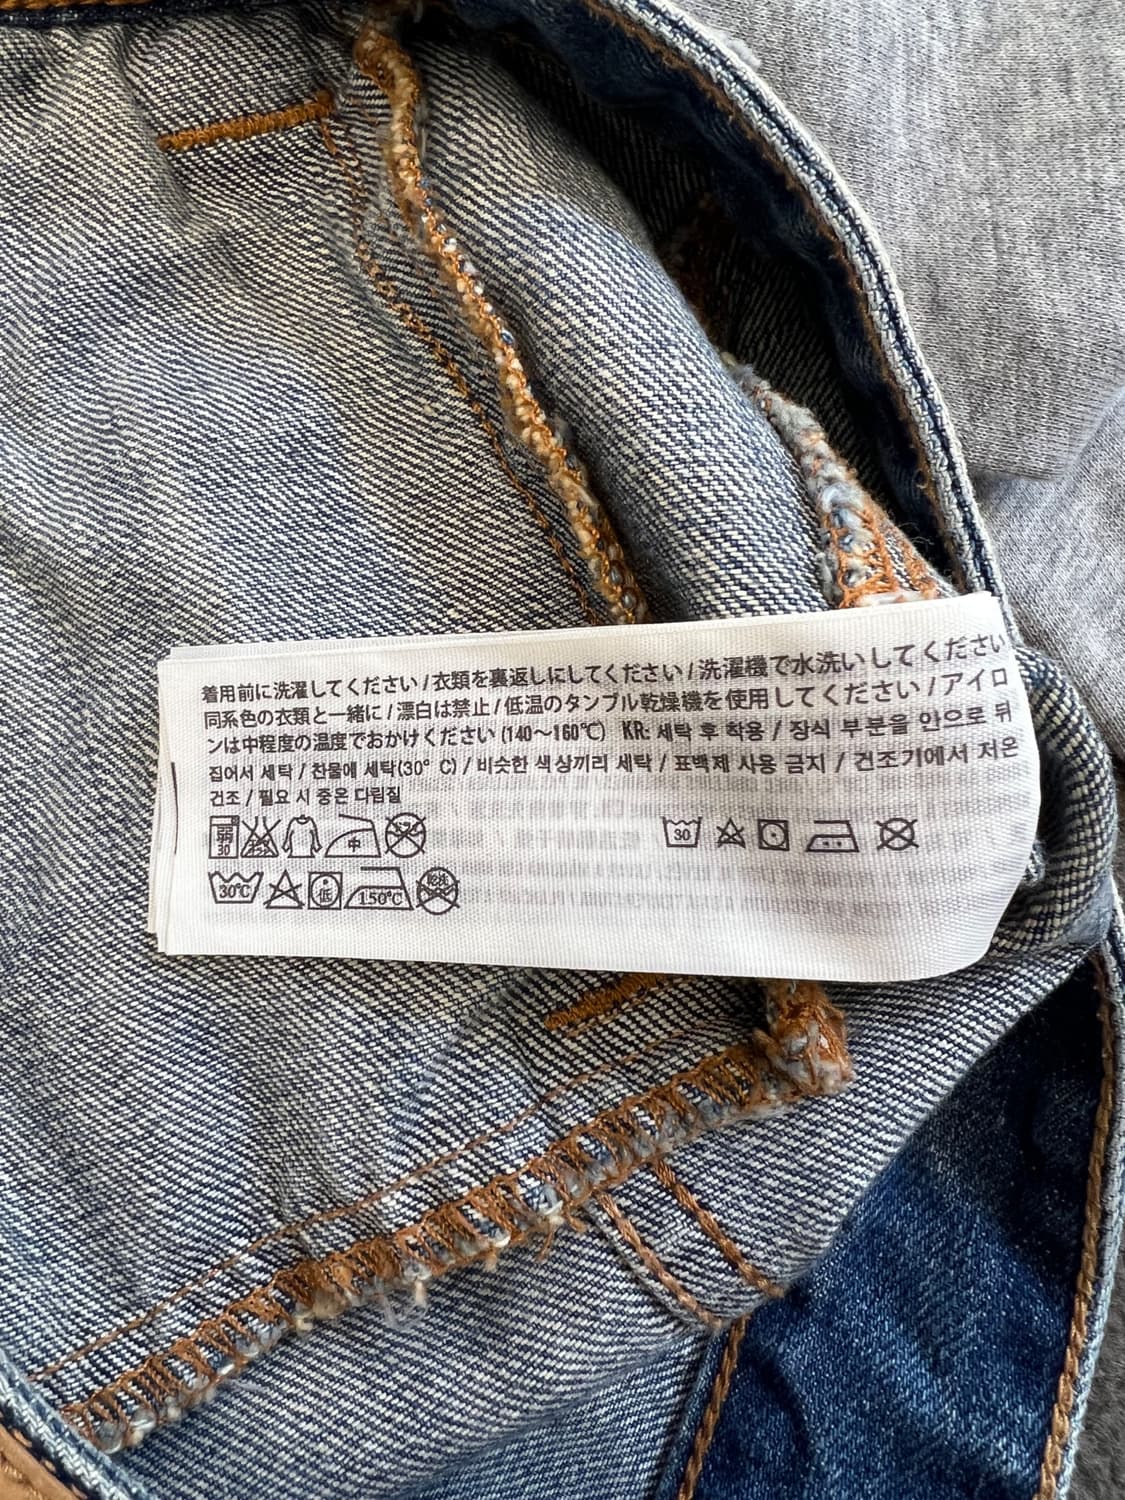 着用前に洗濯してください / 衣類を裏返しにしてください / 洗濯機で水洗いしてください
同系色の衣類と一緒に / 漂白は禁止 / 低温のタンブル乾燥機を使用してください / アイロ
ンは中程度の温度でおかけください (140～160℃) KR: 세탁 후 착용 / 장식 부분을 안으로 뒤
집어서 세탁 / 찬물에 세탁(30° C) / 비슷한 색상끼리 세탁 / 표백제 사용 금지 / 건조기에서 저온
건조 / 필요 시 중온 다림질
30 中 30
30℃ 低 150℃